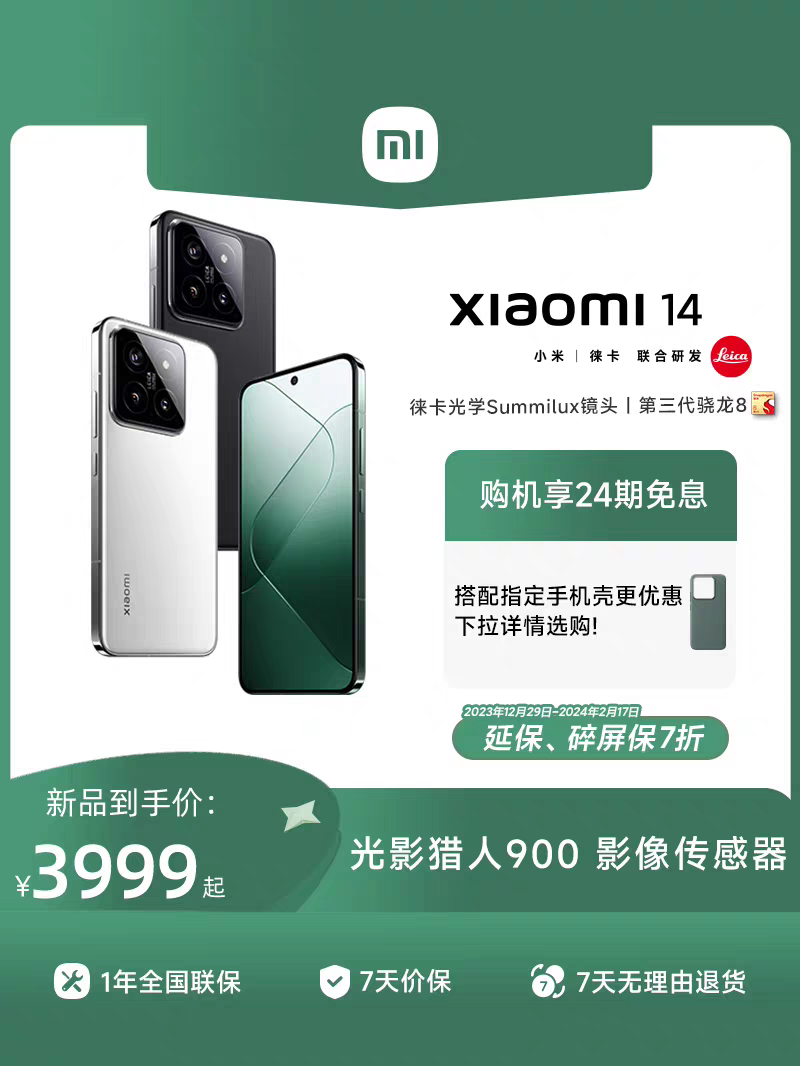 mi
xiaomi 14
小米 | 徕卡 联合研发 Leica
徕卡光学Summilux镜头 | 第三代骁龙8
购机享24期免息
搭配指定手机壳更优惠
下拉详情选购!
2023年12月29日-2024年2月17日
延保、碎屏保7折
xiaomi
新品到手价:
¥3999起
光影猎人900 影像传感器
1年全国联保
7天价保
7
7天无理由退货